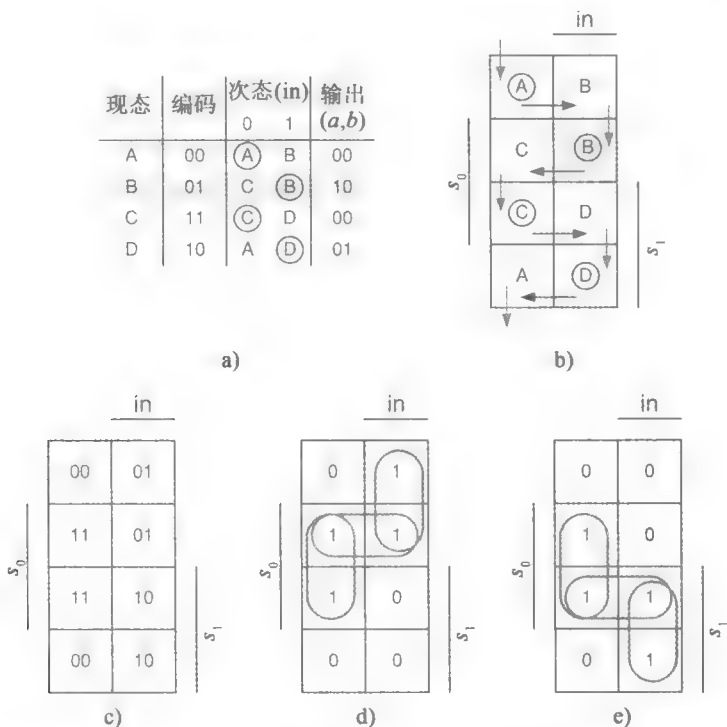 现态 编码 次态(in) 输出
0 1 (a,b)
A 00 A B 00
B 01 C B 10
C 11 C D 00
D 10 A D 01
a)
in
A B
C B
C D
A D
s0
s1
b)
in
00 01
11 01
11 10
00 10
s0
s1
c)
in
0 1
1 1
1 0
0 0
s0
s1
d)
in
0 0
1 0
1 1
0 1
s0
s1
e)